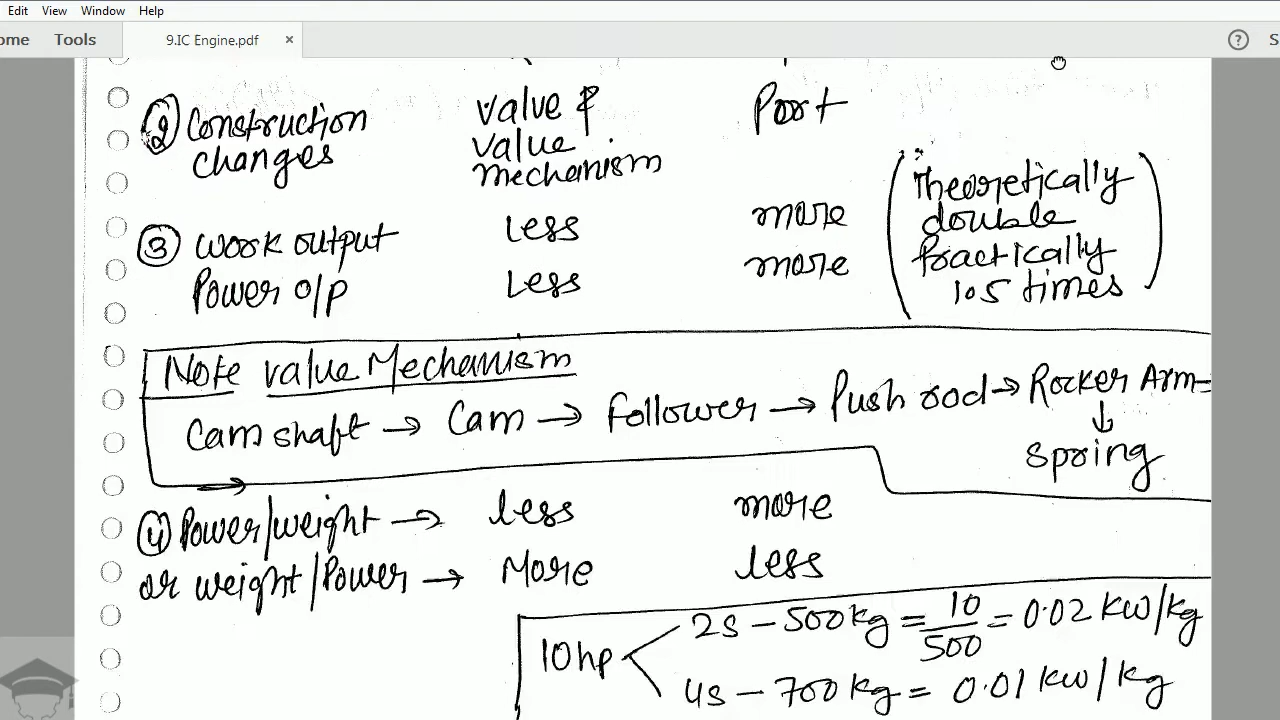 Edit View Window Help
ome Tools 9.IC Engine.pdf × ? S
② Construction changes value & value mechanism Port
③ Work output less more
Power o/p less more
(Theoretically double Practically 1.5 times)
Note value Mechanism
Cam shaft → Cam → follower → Push rod → Rocker Arm
↓
spring
④ Power/weight → less more
or weight/Power → More less
10hp
2s – 500kg = 10/500 = 0.02 kW/kg
4s – 700kg = 0.01 kW/kg